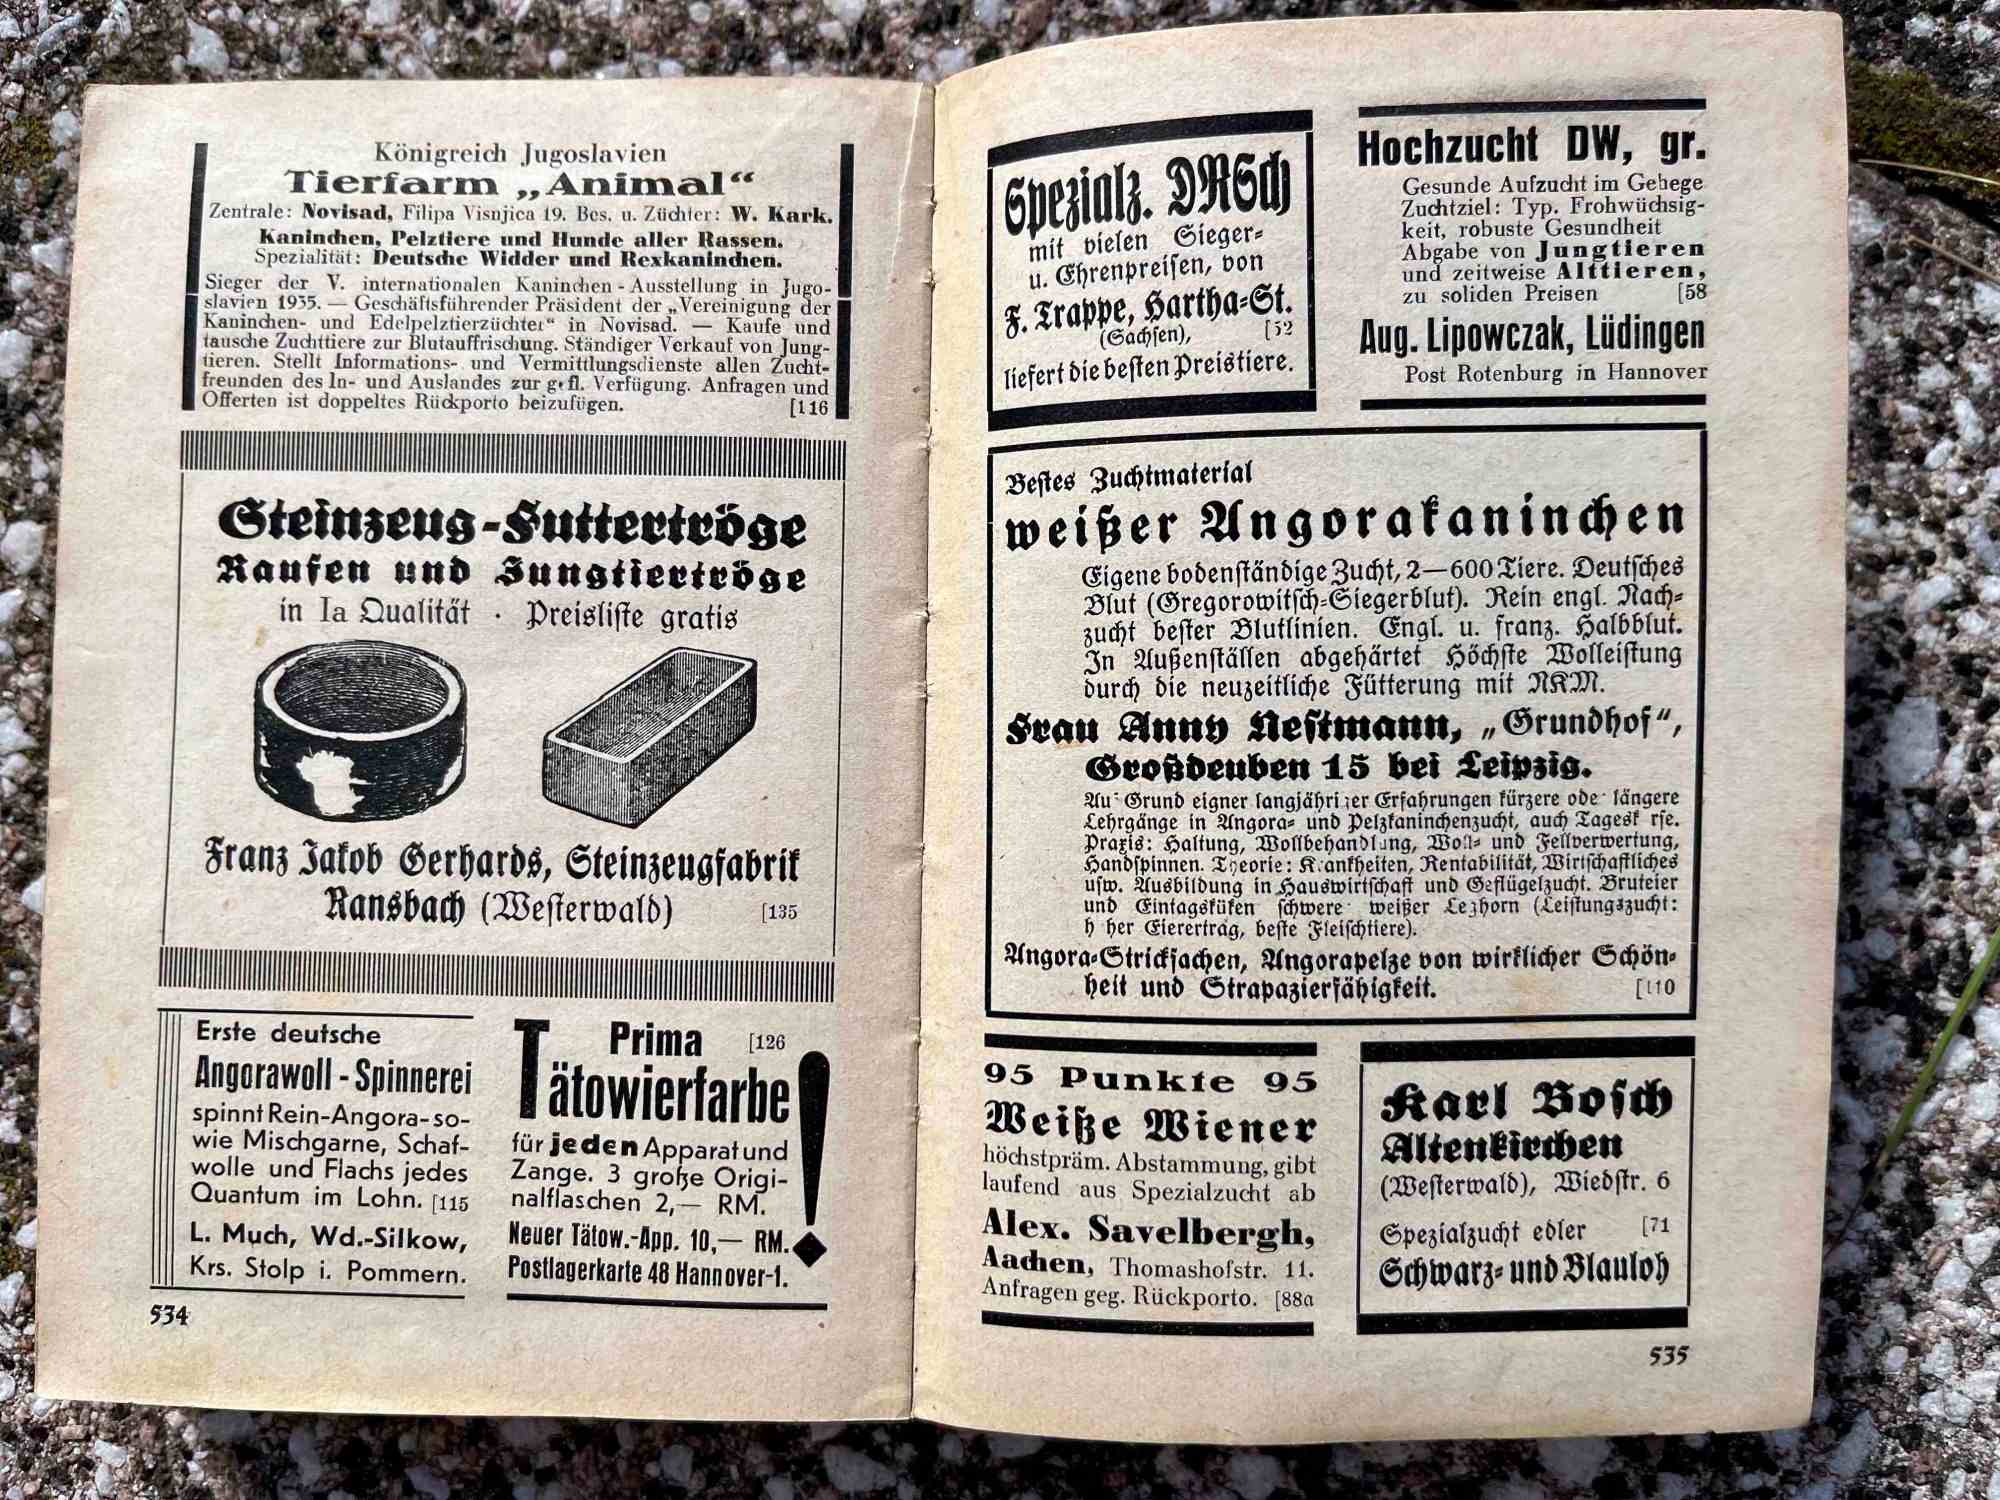 Königreich Jugoslavien
Tierfarm „Animal“
Zentrale: Novisad, Filipa Visnjica 19. Bes. u. Züchter: W. Kark.
Kaninchen, Pelztiere und Hunde aller Rassen.
Spezialität: Deutsche Widder und Rexkaninchen.
Sieger der V. internationalen Kaninchen-Ausstellung in Jugo-
slavien 1935. — Geschäftsführender Präsident der „Vereinigung der
Kaninchen- und Edelpelztierzüchter“ in Novisad. — Kaufe und
tausche Zuchttiere zur Blutauffrischung. Ständiger Verkauf von Jung-
tieren. Stellt Informations- und Vermittlungsdienste allen Zucht-
freunden des In- und Auslandes zur gefl. Verfügung. Anfragen und
Offerten ist doppeltes Rückporto beizufügen. [116
Steinzeug-Futtertröge
Raufen und Jungtiertröge
in Ia Qualität · Preisliste gratis
Franz Jakob Gerhards, Steinzeugfabrik
Ransbach (Westerwald) [135
Erste deutsche
Angorawoll-Spinnerei
spinnt Rein-Angora- so-
wie Mischgarne, Schaf-
wolle und Flachs jedes
Quantum im Lohn. [115
L. Much, Wd.-Silkow,
Krs. Stolp i. Pommern.
Prima [126
Tätowierfarbe!
für jeden Apparat und
Zange. 3 große Origi-
nalflaschen 2,— RM.
Neuer Tätow.-App. 10,— RM.
Postlagerkarte 48 Hannover-1.
534
Spezialz. DRSch
mit vielen Sieger-
u. Ehrenpreisen, von
F. Trappe, Hartha-St.
(Sachsen), [52
liefert die besten Preistiere.
Hochzucht DW, gr.
Gesunde Aufzucht im Gehege
Zuchtziel: Typ. Frohwüchsig-
keit, robuste Gesundheit
Abgabe von Jungtieren
und zeitweise Alttieren,
zu soliden Preisen [58
Aug. Lipowczak, Lüdingen
Post Rotenburg in Hannover
Bestes Zuchtmaterial
weißer Angorakaninchen
Eigene bodenständige Zucht, 2—600 Tiere. Deutsches
Blut (Gregorowitsch-Siegerblut). Rein engl. Nach-
zucht bester Blutlinien. Engl. u. franz. Halbblut.
In Außenställen abgehärtet Höchste Wolleistung
durch die neuzeitliche Fütterung mit NKM.
Frau Anny Nestmann, „Grundhof“,
Großdeuben 15 bei Leipzig.
Auf Grund eigner langjähriger Erfahrungen kürzere oder längere
Lehrgänge in Angora- und Pelzkaninchenzucht, auch Tageskurse.
Praxis: Haltung, Wollbehandlung, Woll- und Fellverwertung,
Handspinnen. Theorie: Krankheiten, Rentabilität, Wirtschaftliches
usw. Ausbildung in Hauswirtschaft und Geflügelzucht. Bruteier
und Eintagsküken schwerer weißer Leghorn (Leistungszucht:
hoher Eierertrag, beste Fleischtiere).
Angora-Stricksachen, Angorapelze von wirklicher Schön-
heit und Strapazierfähigkeit. [110
95 Punkte 95
Weiße Wiener
höchstpräm. Abstammung, gibt
laufend aus Spezialzucht ab
Alex. Savelbergh,
Aachen, Thomashofstr. 11.
Anfragen geg. Rückporto. [88a
Karl Bosch
Altenkirchen
(Westerwald), Wiedstr. 6
Spezialzucht edler [71
Schwarz- und Blauloh
535